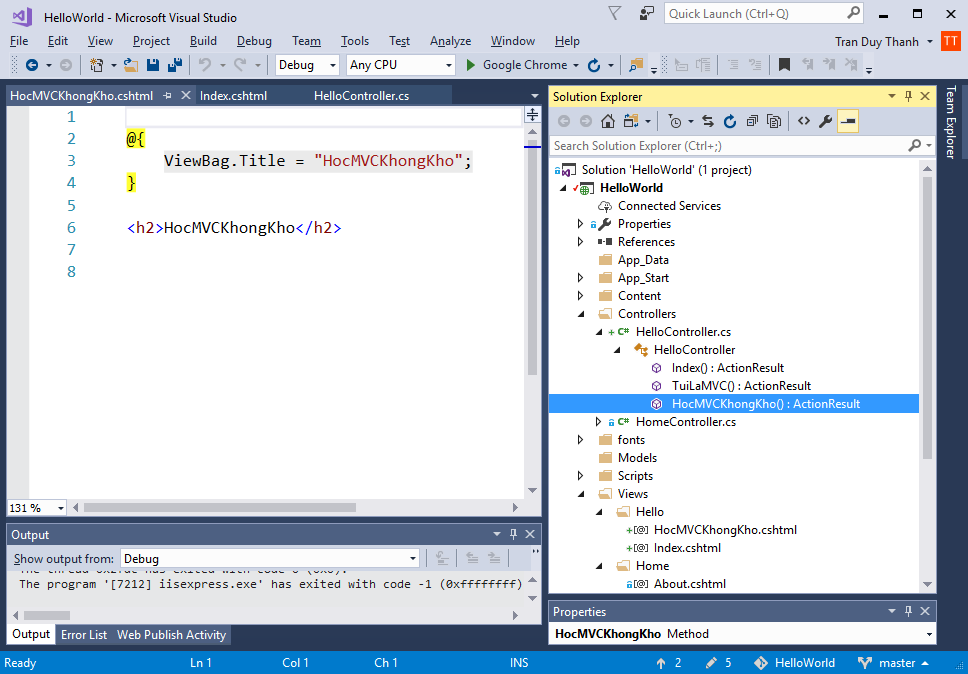 HelloWorld - Microsoft Visual Studio
Quick Launch (Ctrl+Q)
File Edit View Project Build Debug Team Tools Test Analyze Window Help
Tran Duy Thanh TT
Debug Any CPU Google Chrome
HocMVCKhongKho.cshtml Index.cshtml HelloController.cs
1
2 @{
3 ViewBag.Title = "HocMVCKhongKho";
4 }
5
6 <h2>HocMVCKhongKho</h2>
7
8
131 %
Output
Show output from: Debug
The program '[7212] iisexpress.exe' has exited with code -1 (0xffffffff)
Output Error List Web Publish Activity
Solution Explorer
Search Solution Explorer (Ctrl+;)
Solution 'HelloWorld' (1 project)
HelloWorld
Connected Services
Properties
References
App_Data
App_Start
Content
Controllers
C# HelloController.cs
HelloController
Index() : ActionResult
TuiLaMVC() : ActionResult
HocMVCKhongKho() : ActionResult
C# HomeController.cs
fonts
Models
Scripts
Views
Hello
HocMVCKhongKho.cshtml
Index.cshtml
Home
About.cshtml
Properties
HocMVCKhongKho Method
Team Explorer
Ready Ln 1 Col 1 Ch 1 INS 2 5 HelloWorld master